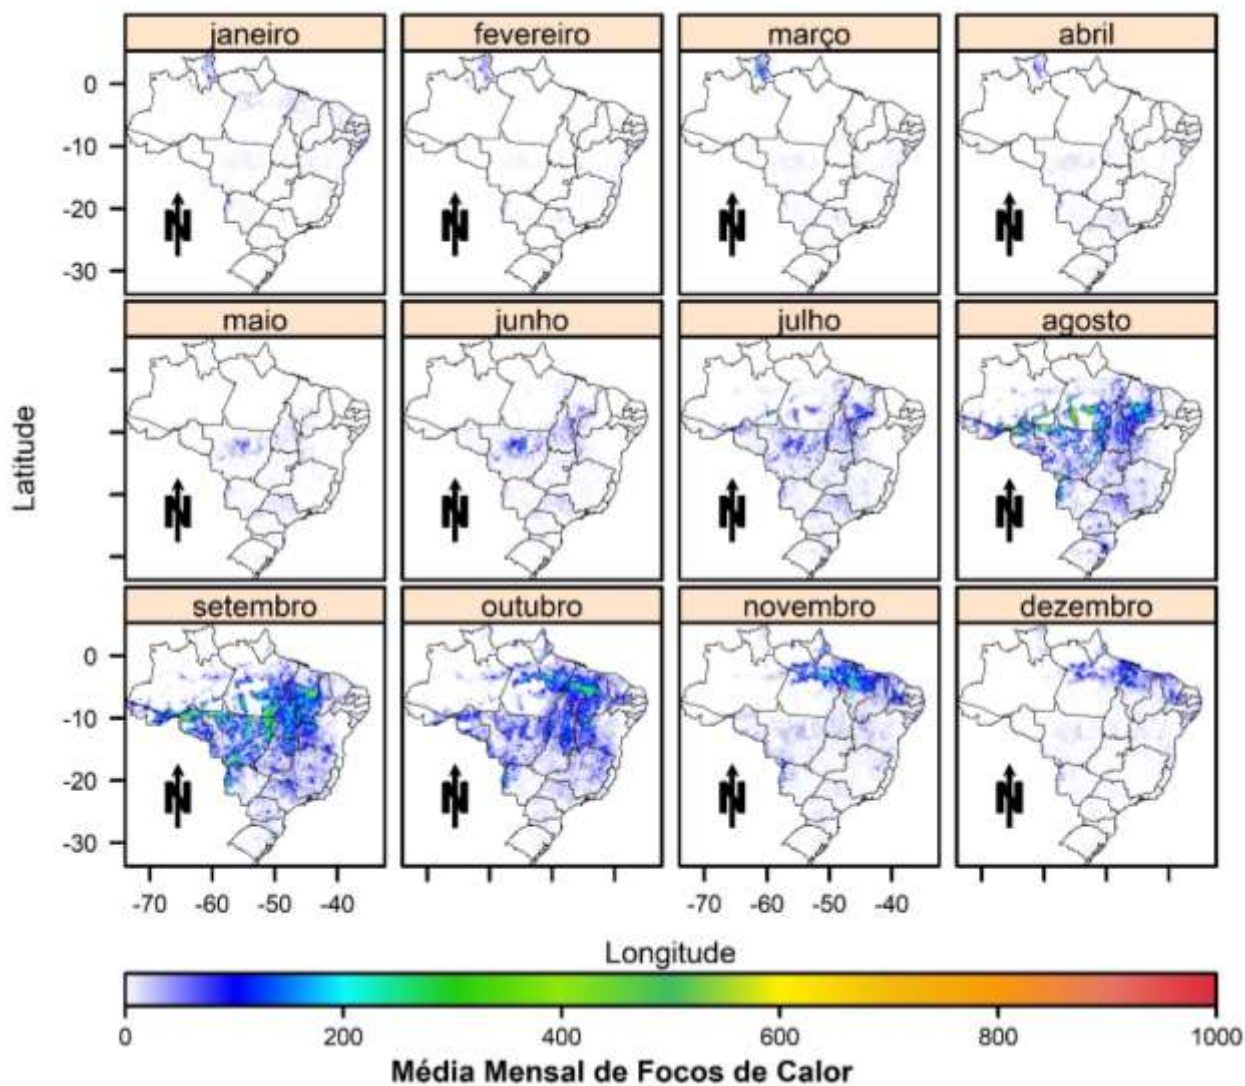 janeiro fevereiro março abril
0
-10
-20
-30
N N N N
maio junho julho agosto
Latitude
N N N N
setembro outubro novembro dezembro
0
-10
-20
-30
N N N N
-70 -60 -50 -40 -70 -60 -50 -40
Longitude
0 200 400 600 800 1000
Média Mensal de Focos de Calor